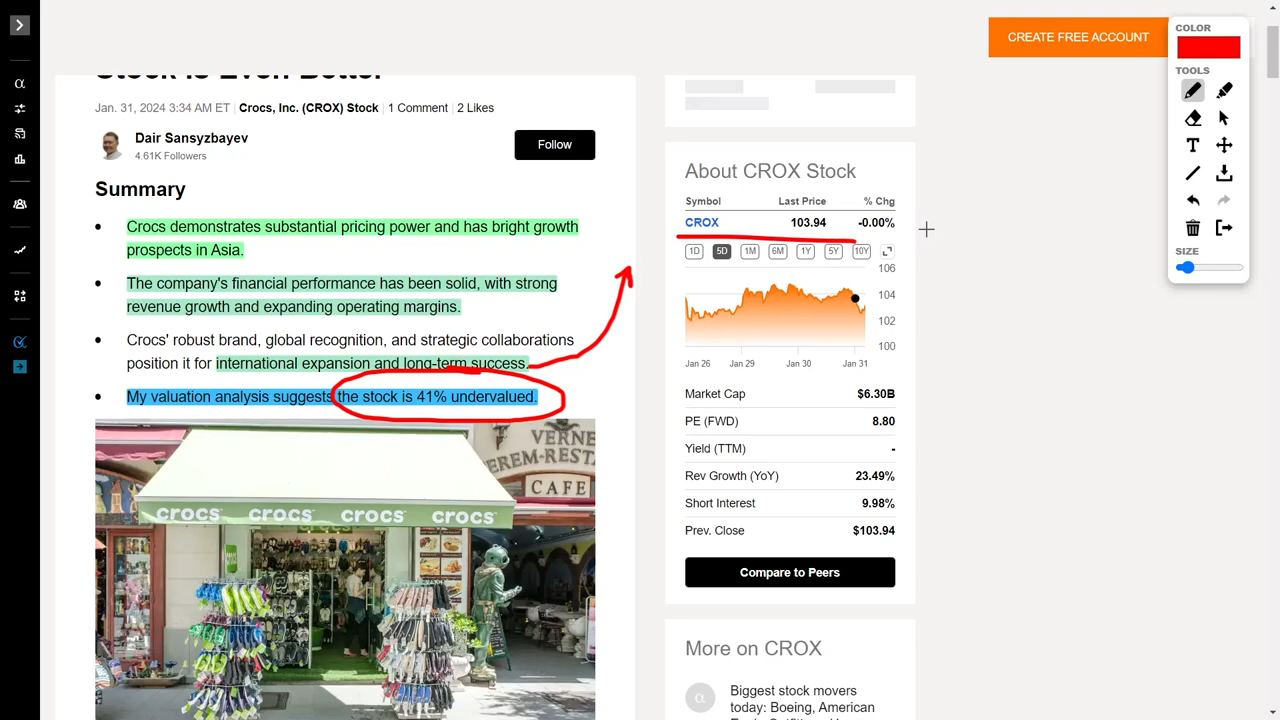 CREATE FREE ACCOUNT
COLOR
TOOLS
T
SIZE
Stock Is Even Better
Jan. 31, 2024 3:34 AM ET | Crocs, Inc. (CROX) Stock | 1 Comment | 2 Likes
Dair Sansyzbayev
4.61K Followers
Follow
Summary
• Crocs demonstrates substantial pricing power and has bright growth
prospects in Asia.
• The company's financial performance has been solid, with strong
revenue growth and expanding operating margins.
• Crocs' robust brand, global recognition, and strategic collaborations
position it for international expansion and long-term success.
• My valuation analysis suggests the stock is 41% undervalued.
VERNE
EREM-REST
CAFE
crocs crocs crocs crocs
About CROX Stock
Symbol Last Price % Chg
CROX 103.94 -0.00%
1D 5D 1M 6M 1Y 5Y 10Y
106
104
102
100
Jan 26 Jan 29 Jan 30 Jan 31
Market Cap $6.30B
PE (FWD) 8.80
Yield (TTM) -
Rev Growth (YoY) 23.49%
Short Interest 9.98%
Prev. Close $103.94
Compare to Peers
More on CROX
α
Biggest stock movers
today: Boeing, American